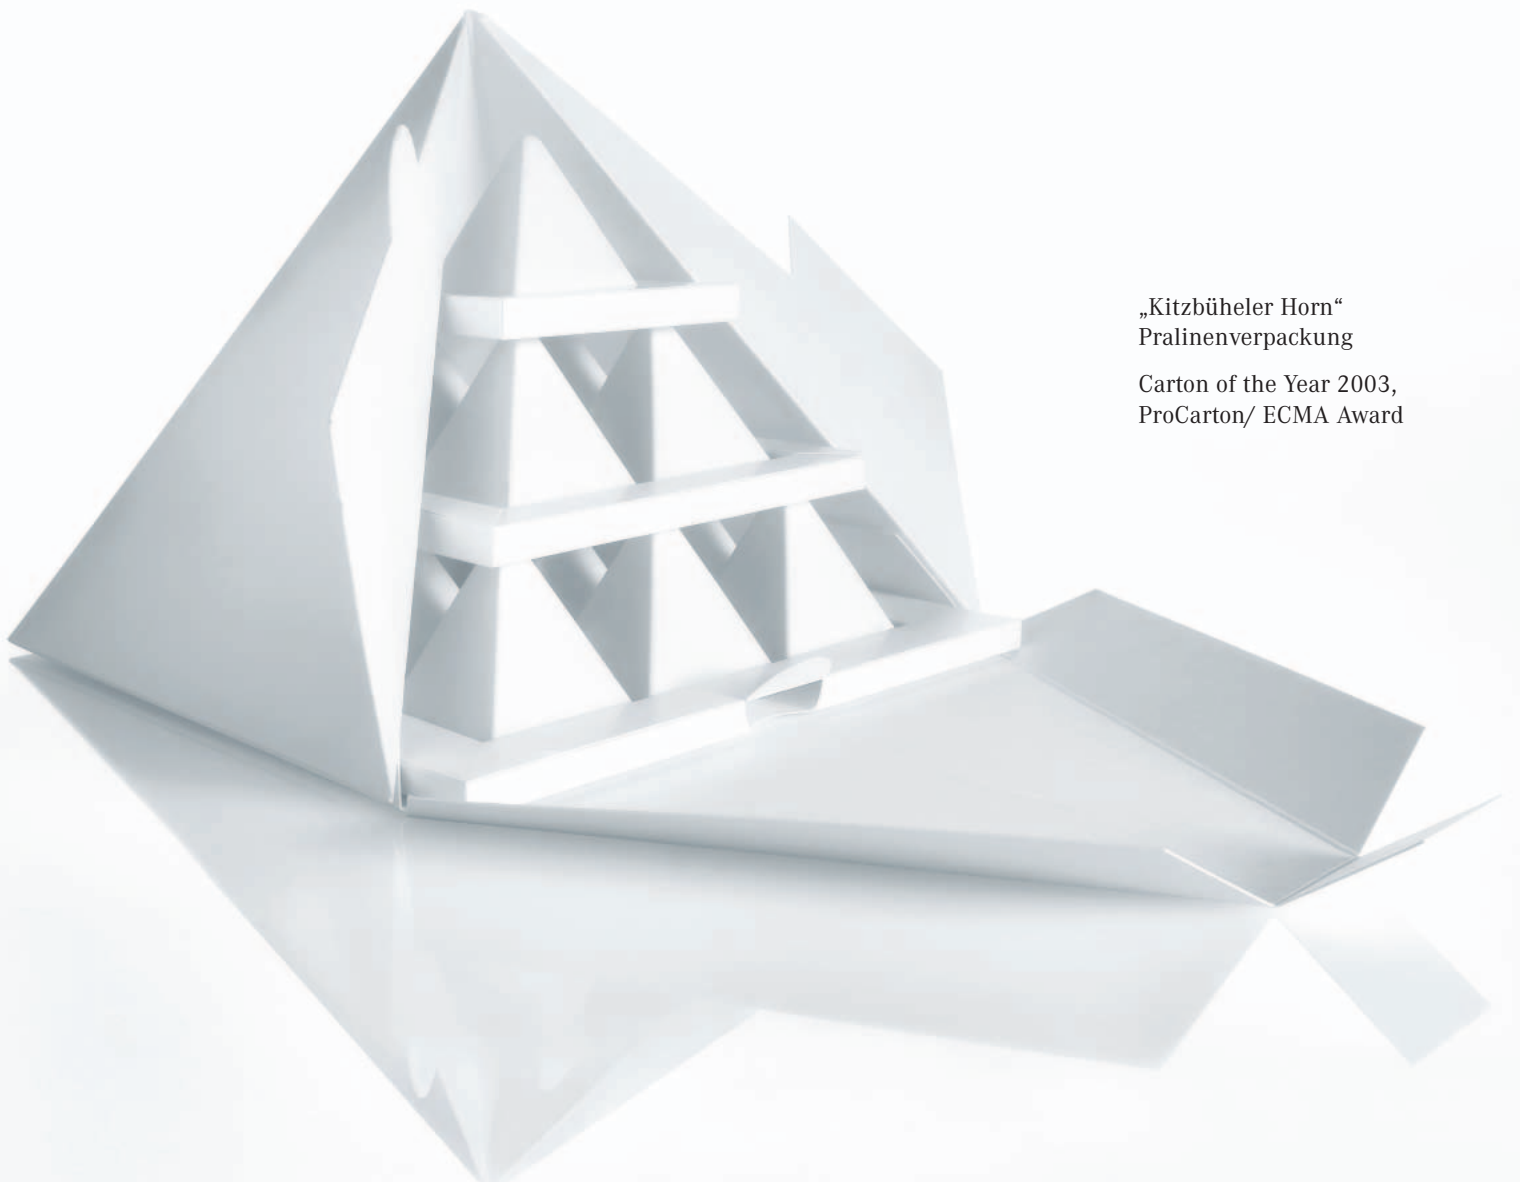 „Kitzbüheler Horn“
Pralinenverpackung
Carton of the Year 2003,
ProCarton/ ECMA Award